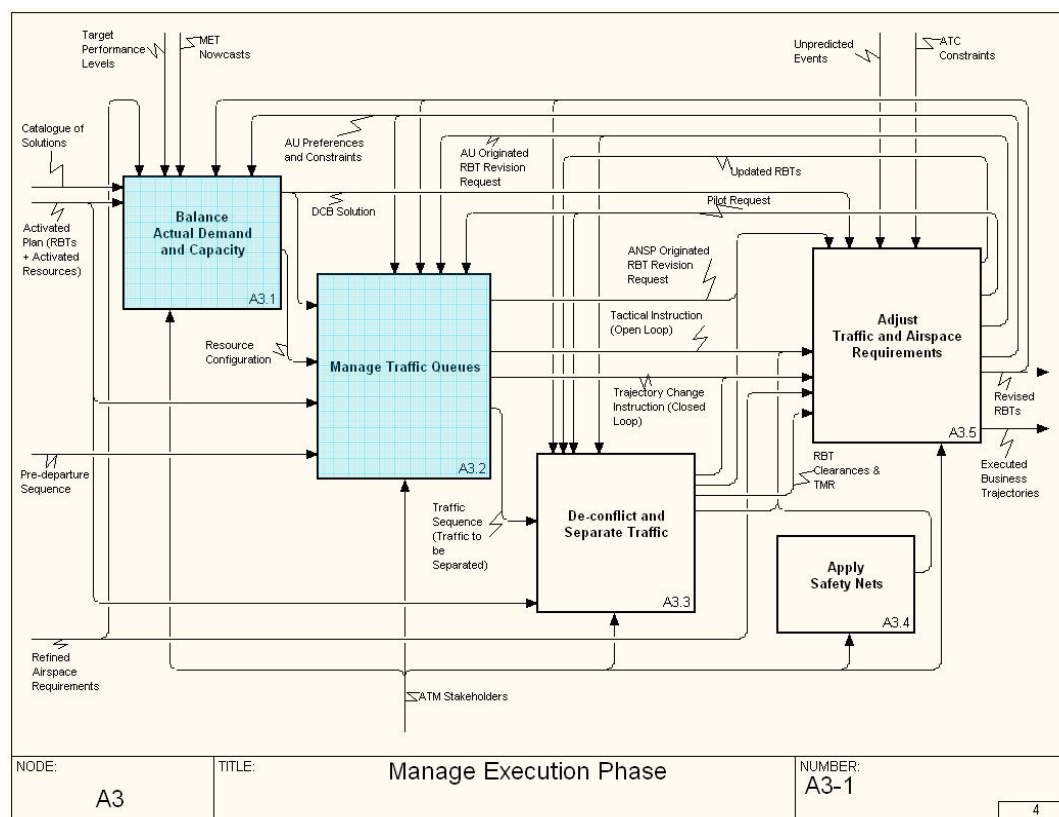 Target
Performance
Levels
MET
Nowcasts
Unpredicted
Events
ATC
Constraints
Catalogue of
Solutions
AU Preferences
and Constraints
AU Originated
RBT Revision
Request
Updated RBTs
Pilot Request
Activated
Plan (RBTs
+ Activated
Resources)
Balance
Actual Demand
and Capacity
A3.1
DCB Solution
ANSP Originated
RBT Revision
Request
Resource
Configuration
Manage Traffic Queues
A3.2
Tactical Instruction
(Open Loop)
Trajectory Change
Instruction (Closed
Loop)
Adjust
Traffic and Airspace
Requirements
A3.5
Revised
RBTs
Executed
Business
Trajectories
Pre-departure
Sequence
RBT
Clearances &
TMR
Traffic
Sequence
(Traffic to
be
Separated)
De-conflict and
Separate Traffic
A3.3
Apply
Safety Nets
A3.4
Refined
Airspace
Requirements
ATM Stakeholders
NODE:
A3
TITLE:
Manage Execution Phase
NUMBER:
A3-1
4